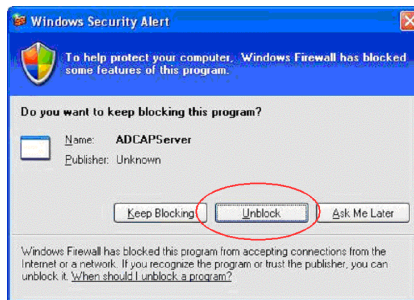 Windows Security Alert
To help protect your computer, Windows Firewall has blocked
some features of this program.
Do you want to keep blocking this program?
Name: ADCAPServer
Publisher: Unknown
Keep Blocking Unblock Ask Me Later
Windows Firewall has blocked this program from accepting connections from the
Internet or a network. If you recognize the program or trust the publisher, you can
unblock it. When should I unblock a program?